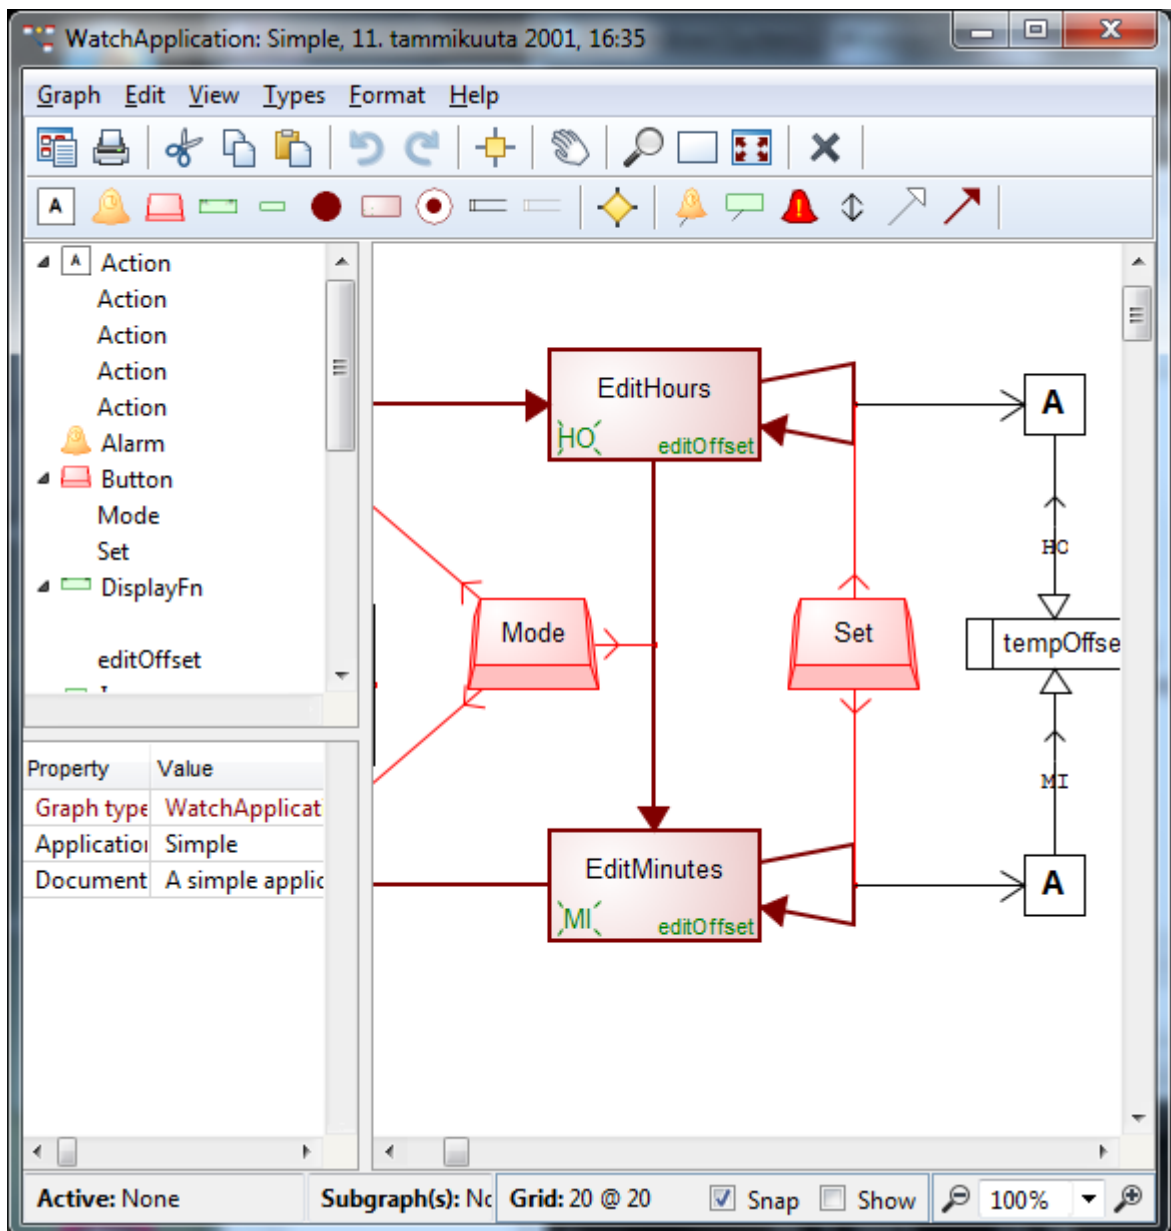 WatchApplication: Simple, 11. tammikuuta 2001, 16:35
Graph Edit View Types Format Help
A
A Action
Action
Action
Action
Action
Alarm
Button
Mode
Set
DisplayFn
editOffset
Property Value
Graph type WatchApplicat
Application Simple
Document A simple applic
EditHours
HO editOffset
A
HO
Mode
Set
tempOffse
MI
EditMinutes
MI editOffset
A
Active: None Subgraph(s): Nc Grid: 20 @ 20 Snap Show 100%